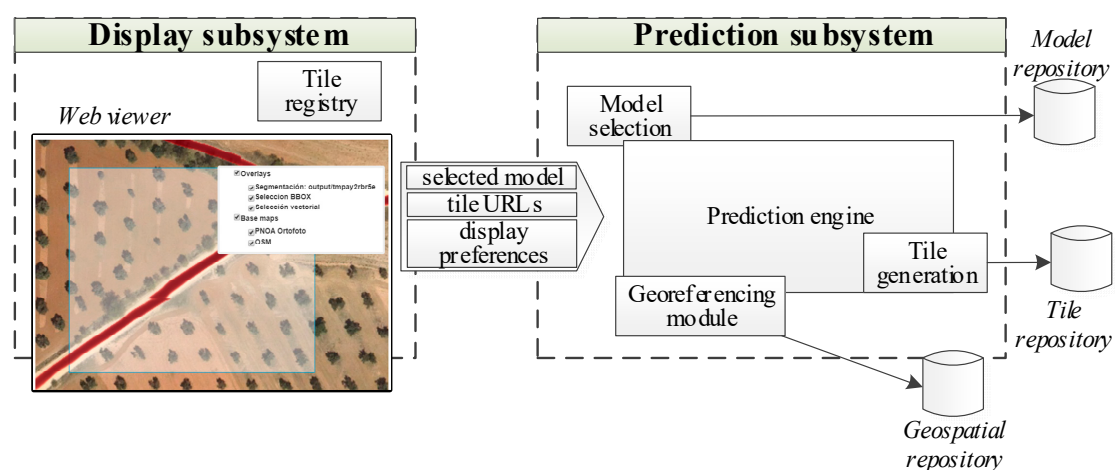 Display subsystem
Tile
registry
Web viewer
Overlays
Segmentación: output/tmpay2rbr5e
Seleccion BBOX
Selección vectorial
Base maps
PNOA Ortofoto
OSM
selected model
tile URLs
display
preferences
Prediction subsystem
Model
selection
Prediction engine
Tile
generation
Georeferencing
module
Model
repository
Tile
repository
Geospatial
repository